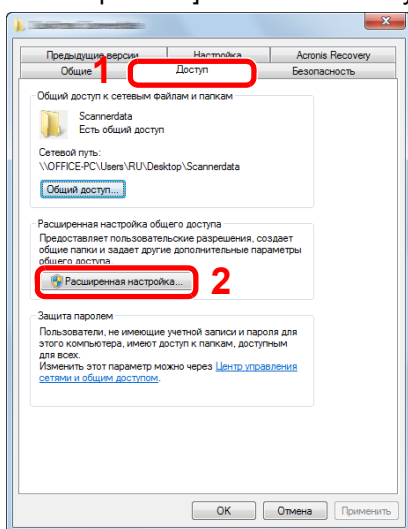 Предыдущие версии Настройка Acronis Recovery
Общие 1 Доступ Безопасность
Общий доступ к сетевым файлам и папкам
Scannerdata
Есть общий доступ
Сетевой путь:
\\OFFICE-PC\Users\RU\Desktop\Scannerdata
Общий доступ...
Расширенная настройка общего доступа
Предоставляет пользовательские разрешения, создает
общие папки и задает другие дополнительные параметры
общего доступа.
Расширенная настройка... 2
Защита паролем
Пользователи, не имеющие учетной записи и пароля для
этого компьютера, имеют доступ к папкам, доступным
для всех.
Изменить этот параметр можно через Центр управления
сетями и общим доступом.
OK Отмена Применить